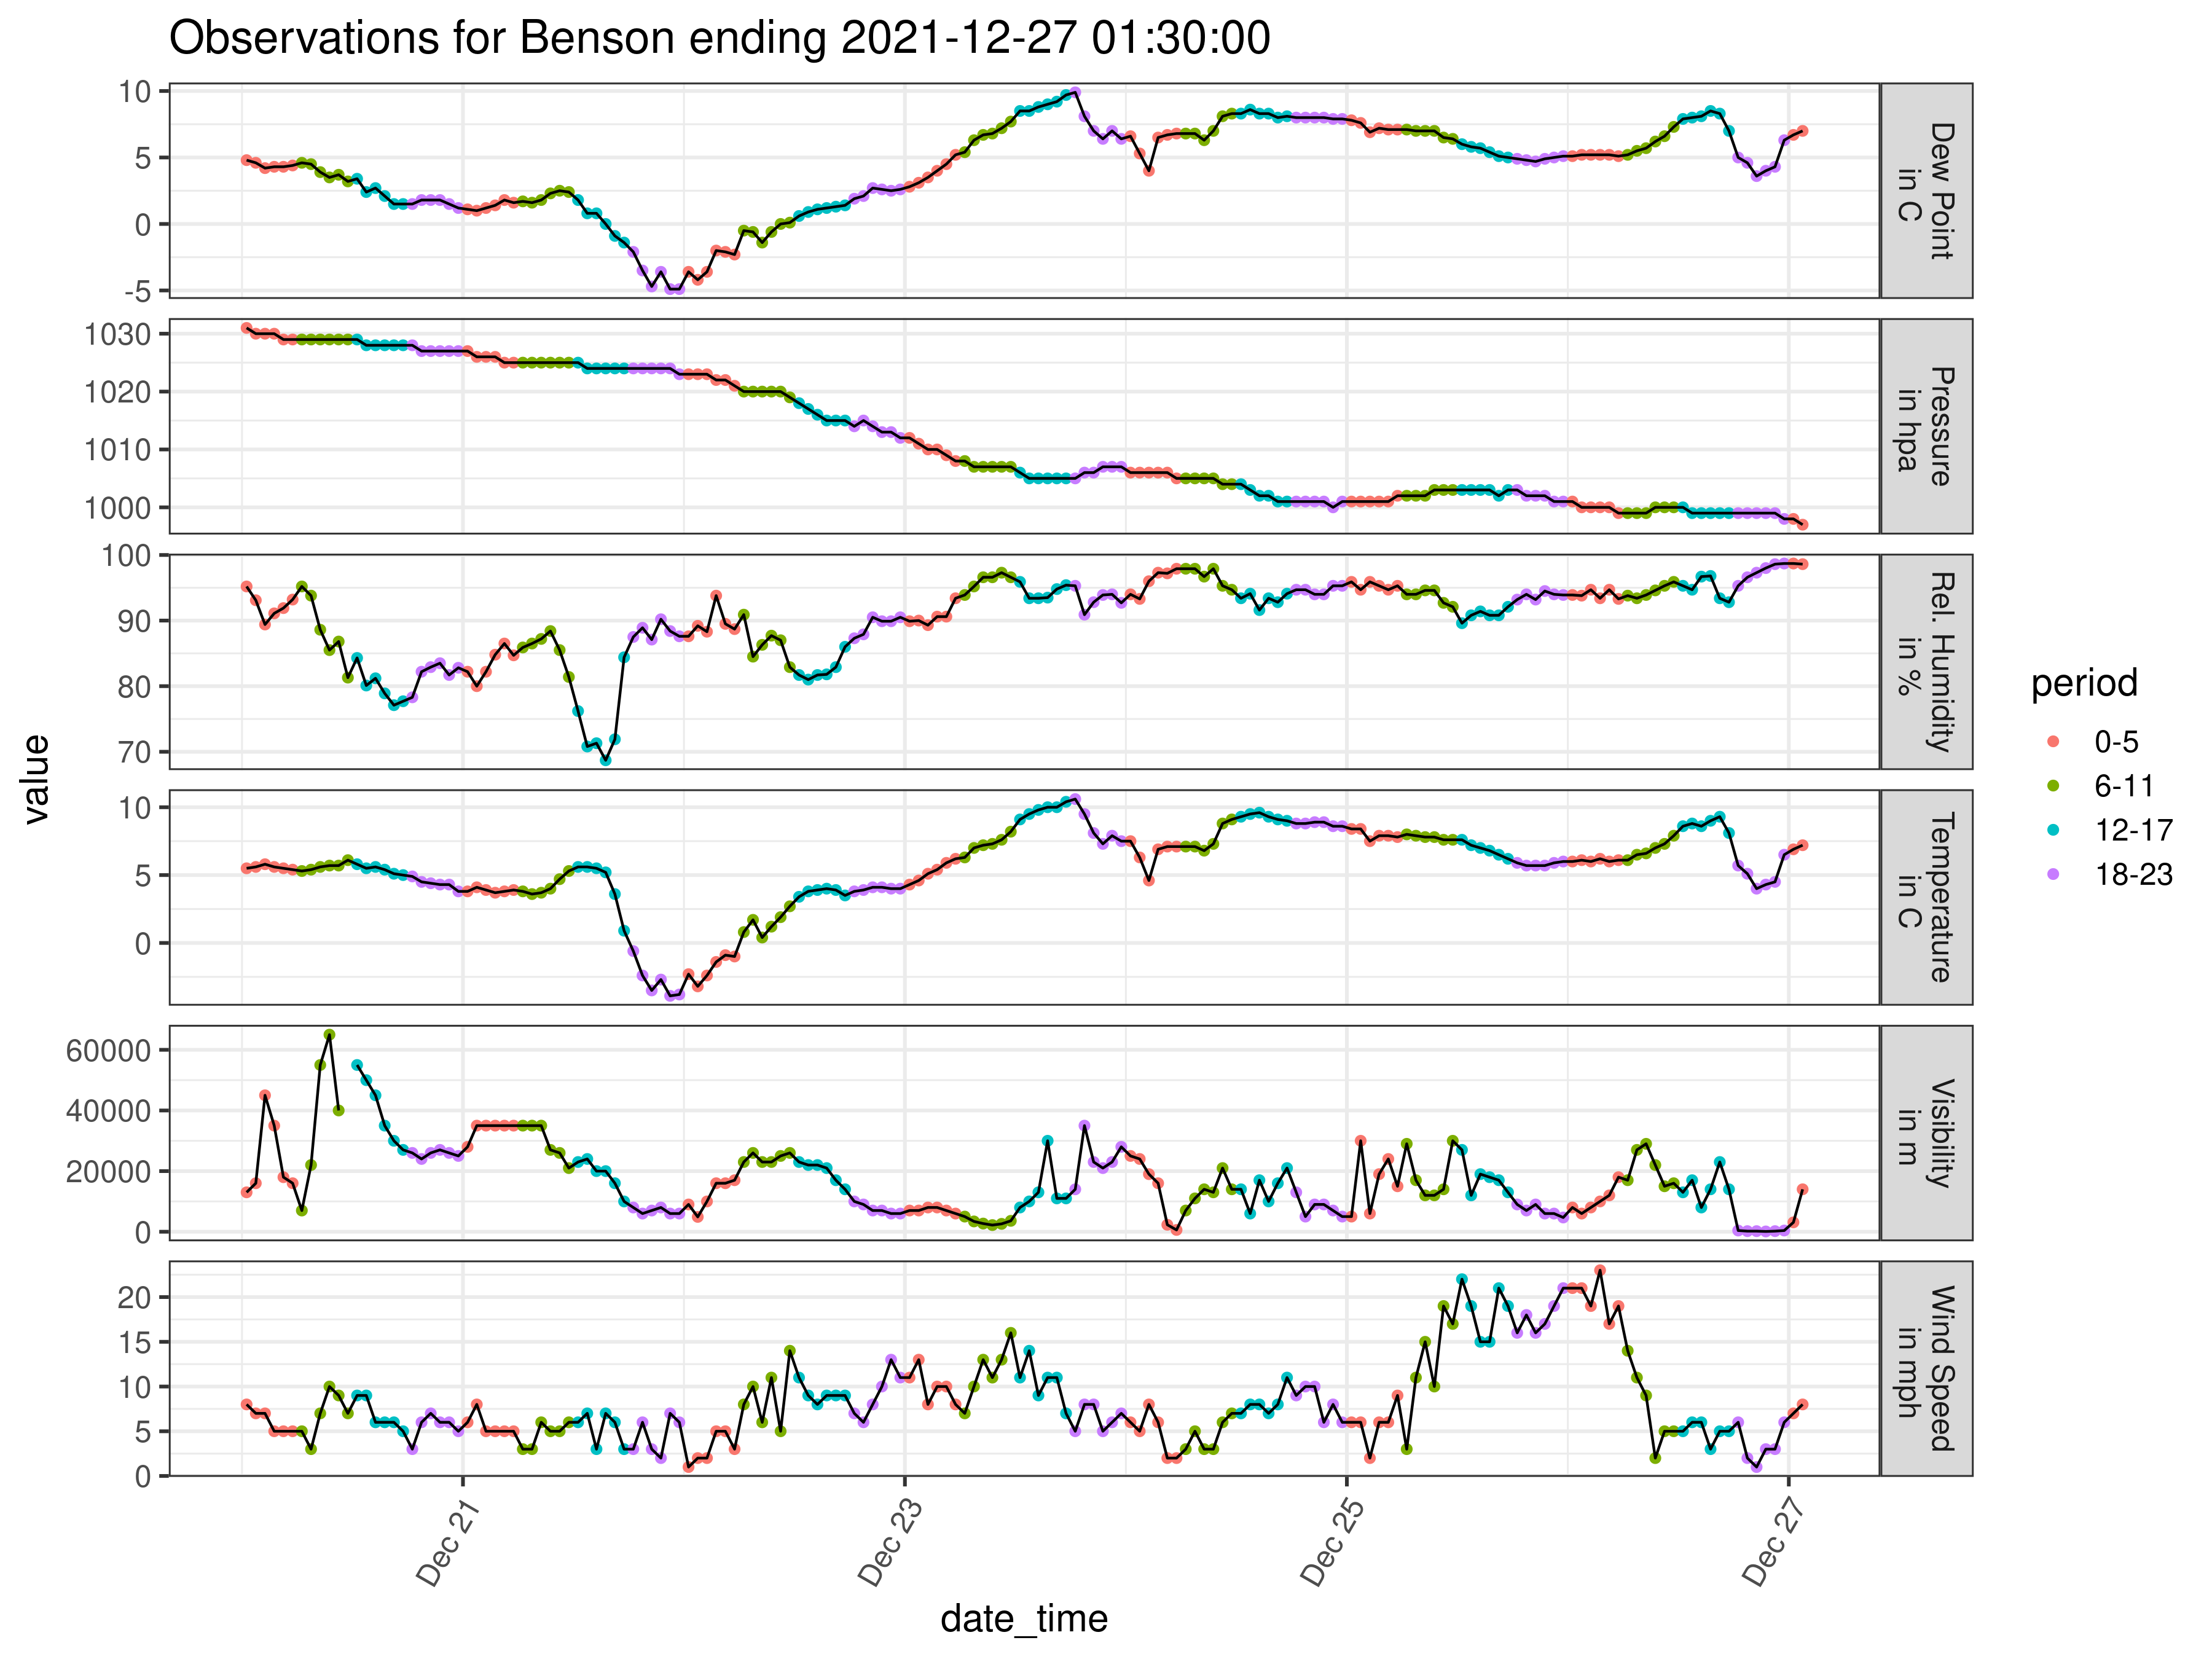 Observations for Benson ending 2021-12-27 01:30:00
value
10
5
0
-5
Dew Point
in C
1030
1020
1010
1000
Pressure
in hpa
100
90
80
70
Rel. Humidity
in %
10
5
0
Temperature
in C
60000
40000
20000
0
Visibility
in m
20
15
10
5
0
Wind Speed
in mph
Dec 21
Dec 23
Dec 25
Dec 27
date_time
period
0-5
6-11
12-17
18-23